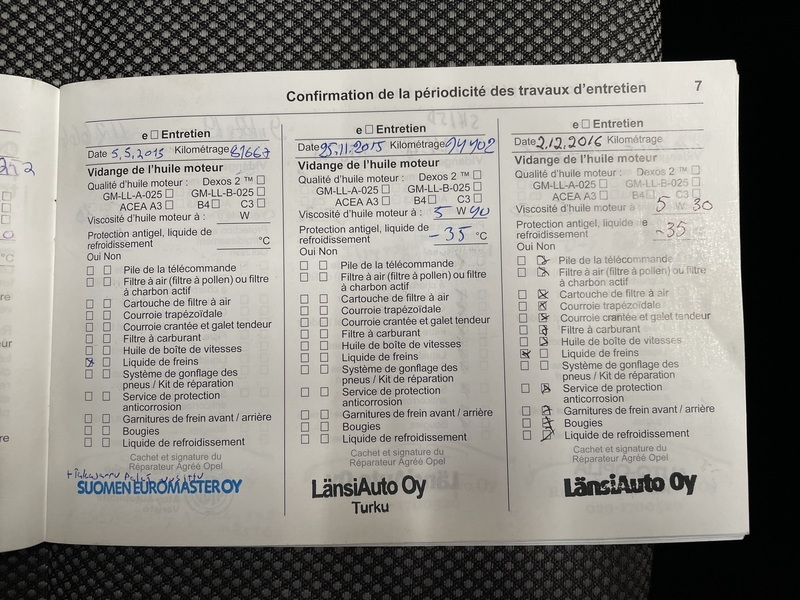 Confirmation de la périodicité des travaux d'entretien 7
e □ Entretien
Date 5.5.2015 Kilométrage 81667
Vidange de l'huile moteur
Qualité d'huile moteur : Dexos 2 ™ □
GM-LL-A-025 □ GM-LL-B-025 □
ACEA A3 □ B4 □ C3 □
Viscosité d'huile moteur à : W
Protection antigel, liquide de
refroidissement °C
Oui Non
□ □ Pile de la télécommande
□ □ Filtre à air (filtre à pollen) ou filtre
à charbon actif
□ □ Cartouche de filtre à air
□ □ Courroie trapézoïdale
□ □ Courroie crantée et galet tendeur
□ □ Filtre à carburant
□ □ Huile de boîte de vitesses
☒ □ Liquide de freins
□ □ Système de gonflage des
pneus / Kit de réparation
□ □ Service de protection
anticorrosion
□ □ Garnitures de frein avant / arrière
□ □ Bougies
□ □ Liquide de refroidissement
Cachet et signature du
Réparateur Agréé Opel
SUOMEN EUROMASTER OY
e □ Entretien
Date 25.11.2015 Kilométrage 94402
Vidange de l'huile moteur
Qualité d'huile moteur : Dexos 2 ™ □
GM-LL-A-025 □ GM-LL-B-025 □
ACEA A3 □ B4 □ C3 □
Viscosité d'huile moteur à : 5 W 40
Protection antigel, liquide de
refroidissement -35 °C
Oui Non
□ □ Pile de la télécommande
□ □ Filtre à air (filtre à pollen) ou filtre
à charbon actif
□ □ Cartouche de filtre à air
□ □ Courroie trapézoïdale
□ □ Courroie crantée et galet tendeur
□ □ Filtre à carburant
□ □ Huile de boîte de vitesses
□ □ Liquide de freins
□ □ Système de gonflage des
pneus / Kit de réparation
□ □ Service de protection
anticorrosion
□ □ Garnitures de frein avant / arrière
□ □ Bougies
□ □ Liquide de refroidissement
Cachet et signature du
Réparateur Agréé Opel
LänsiAuto Oy
Turku
e □ Entretien
Date 2.12.2016 Kilométrage
Vidange de l'huile moteur
Qualité d'huile moteur : Dexos 2 ™ □
GM-LL-A-025 □ GM-LL-B-025 □
ACEA A3 □ B4 □ C3 □
Viscosité d'huile moteur à 5 W 30
Protection antigel, liquide de
refroidissement -35
Oui Non
□ ☒ Pile de la télécommande
□ ☒ Filtre à air (filtre à pollen) ou filtre
à charbon actif
□ ☒ Cartouche de filtre à air
□ ☒ Courroie trapézoïdale
□ ☒ Courroie crantée et galet tendeur
□ ☒ Filtre à carburant
□ ☒ Huile de boîte de vitesses
☒ □ Liquide de freins
□ □ Système de gonflage des
pneus / Kit de réparation
□ ☒ Service de protection
anticorrosion
□ ☒ Garnitures de frein avant / arrière
□ ☒ Bougies
□ ☒ Liquide de refroidissement
Cachet et signature du
Réparateur Agréé Opel
LänsiAuto Oy